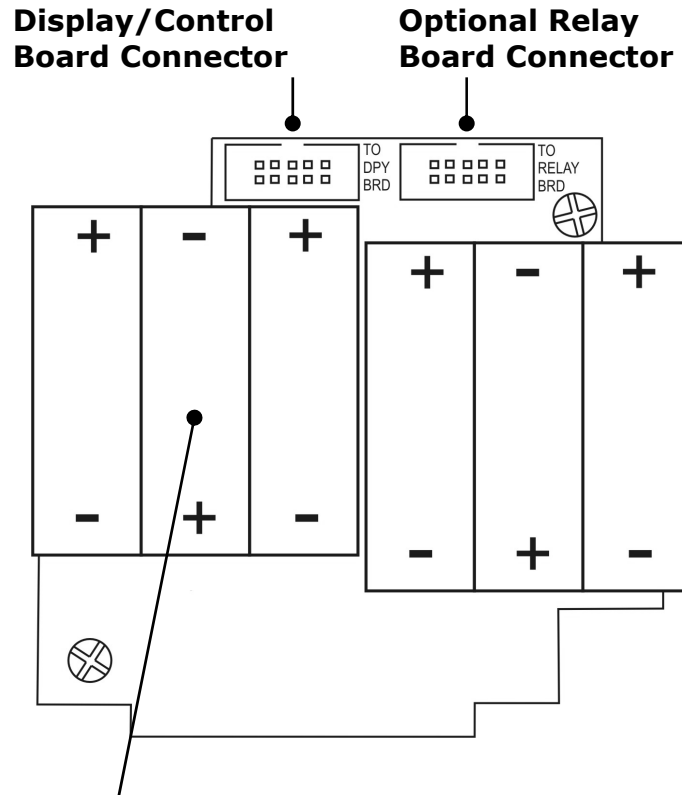 Display/Control
Board Connector
Optional Relay
Board Connector
TO
DPY
BRD
TO
RELAY
BRD
+ - +
+ - +
- + -
- + -